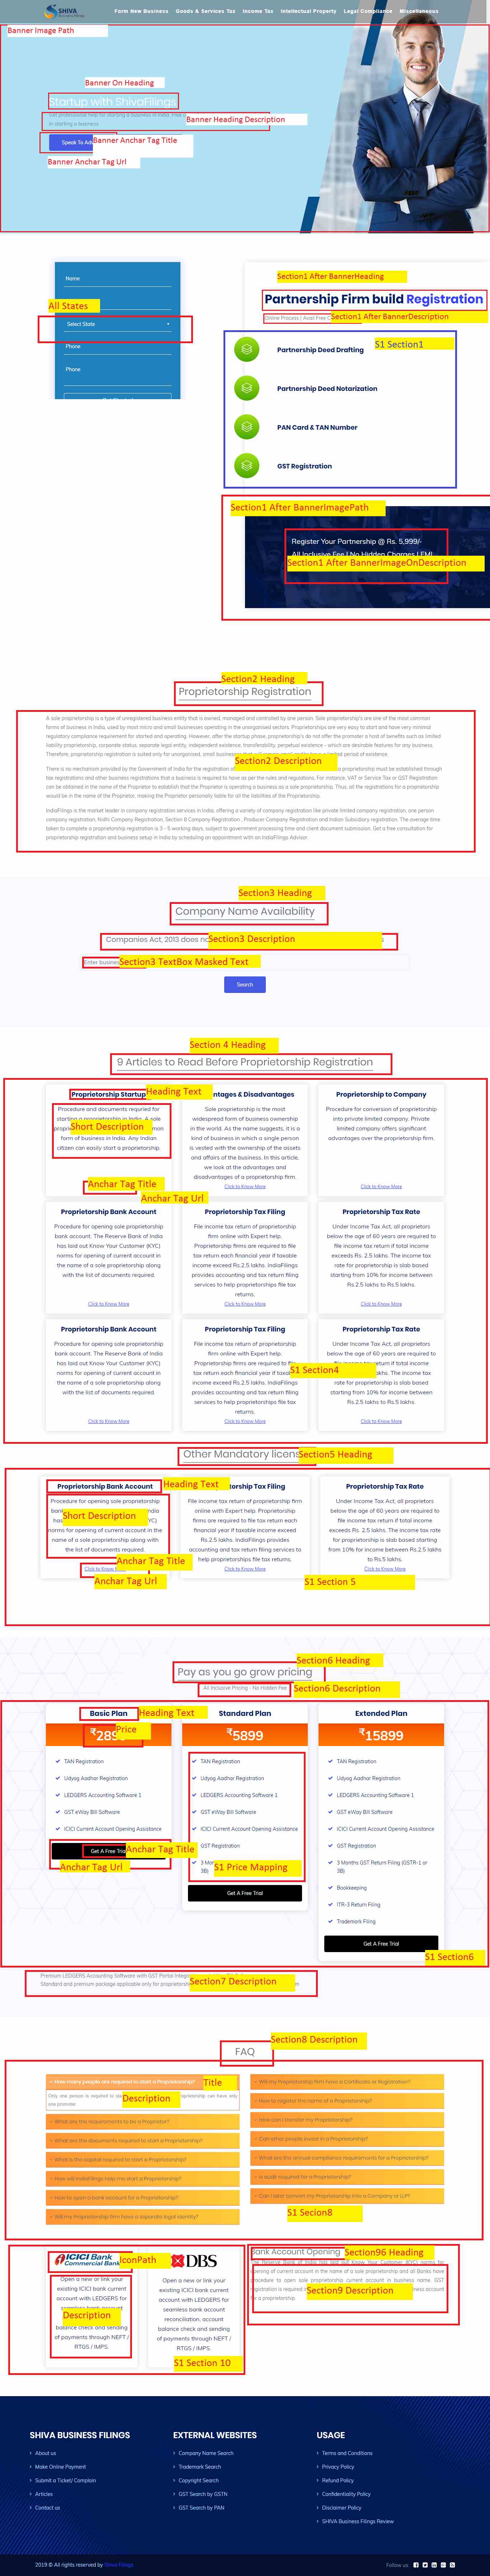 SHIVA
Form New Business Goods & Services Tax Income Tax Intellectual Property Legal Compliance Miscellaneous
Banner Image Path
Banner On Heading
Startup with ShivaFilings
Banner Heading Description
in starting a business
Speak To Adv
Banner Anchar Tag Title
Banner Anchar Tag Url
Name
All States
Select State
Phone
Phone
Section1 After BannerHeading
Partnership Firm build Registration
Online Process | Avail Free C
Section1 After BannerDescription
S1 Section1
Partnership Deed Drafting
Partnership Deed Notarization
PAN Card & TAN Number
GST Registration
Section1 After BannerImagePath
Register Your Partnership @ Rs. 5,999/-
All Inclusive Fee | No Hidden Charges | EMI
Section1 After BannerImageOnDescription
Section2 Heading
Proprietorship Registration
A sole proprietorship is a type of unregistered business entity that is owned, managed and controlled by one person. Sole proprietorship's are one of the most common
forms of business in India, used by most micro and small businesses operating in the unorganised sectors. Proprietorships are very easy to start and have very minimal
regulatory compliance requirement for started and operating. However, after the startup phase, proprietorship's do not offer the promoter a host of benefits such as limited
liability proprietorship, corporate status, separate legal entity, independent existence, transferability, perpetual existence - which are desirable features for any business.
Therefore, proprietorship registration is suited only for unorganised, small businesses
period of existence.
Section2 Description
There is no mechanism provided by the Government of India for the registration of
proprietorship must be established through
tax registrations and other business registrations that a business is required to have as per the rules and regulations. For instance, VAT or Service Tax or GST Registration
can be obtained in the name of the Proprietor to establish that the Proprietor is operating a business as a sole proprietorship. Thus, all the registrations for a proprietorship
would be in the name of the Proprietor, making the Proprietor personally liable for all the liabilities of the Proprietorship.
IndiaFilings is the market leader in company registration services in India, offering a variety of company registration like private limited company registration, one person
company registration, Nidhi Company Registration, Section 8 Company Registration , Producer Company Registration and Indian Subsidiary registration. The average time
taken to complete a proprietorship registration is 3 - 5 working days, subject to government processing time and client document submission. Get a free consultation for
proprietorship registration and business setup in India by scheduling an appointment with an IndiaFilings Advisor.
Section3 Heading
Company Name Availability
Companies Act, 2013 does no
Section3 Description
Enter busines
Section3 TextBox Masked Text
Search
Section 4 Heading
9 Articles to Read Before Proprietorship Registration
Proprietorship Startup
Heading Text
ntages & Disadvantages
Proprietorship to Company
Procedure and documents requried for
starting a proprietorship in India. A sole
form of business in India. Any Indian
citizen can easily start a sole proprietorship.
Short Description
Anchar Tag Title
Anchar Tag Url
Sole proprietorship is the most
widespread form of business ownership
in the world. As the name suggests, it is a
kind of business in which a single person
is vested with the ownership of the assets
and affairs of the business. In this article,
we look at the advantages and
disadvantages of a proprietorship firm.
Click to Know More
Procedure for conversion of proprietorship
into private limited company. Private
limited company offers significant
advantages over the proprietorship firm.
Click to Know More
Proprietorship Bank Account
Procedure for opening sole proprietorship
bank account. The Reserve Bank of India
has laid out Know Your Customer (KYC)
norms for opening of current account in
the name of a sole proprietorship along
with the list of documents required.
Click to Know More
Proprietorship Tax Filing
File income tax return of proprietorship
firm online with Expert help.
Proprietorship firms are required to file
tax return each financial year if taxable
income exceed Rs.2.5 lakhs. IndiaFilings
provides accounting and tax return filing
services to help proprietorships file tax
returns.
Click to Know More
Proprietorship Tax Rate
Under Income Tax Act, all proprietors
below the age of 60 years are required to
file income tax return if total income
exceeds Rs. 2.5 lakhs. The income tax
rate for proprietorship is slab based
starting from 10% for income between
Rs.2.5 lakhs to Rs.5 lakhs.
Click to Know More
Proprietorship Bank Account
Procedure for opening sole proprietorship
bank account. The Reserve Bank of India
has laid out Know Your Customer (KYC)
norms for opening of current account in
the name of a sole proprietorship along
with the list of documents required.
Click to Know More
Proprietorship Tax Filing
File income tax return of proprietorship
firm online with Expert help.
Proprietorship firms are required to
tax return each financial year if taxa
income exceed Rs.2.5 lakhs. IndiaFilings
provides accounting and tax return filing
services to help proprietorships file tax
returns.
Click to Know More
Proprietorship Tax Rate
Under Income Tax Act, all proprietors
below the age of 60 years are required to
return if total income
lakhs. The income tax
rate for proprietorship is slab based
starting from 10% for income between
Rs.2.5 lakhs to Rs.5 lakhs.
Click to Know More
S1 Section4
Other Mandatory licens
Section5 Heading
Proprietorship Bank Account
Heading Text
torship Tax Filing
Proprietorship Tax Rate
Procedure for opening sole proprietorship
norms for opening of current account in the
name of a sole proprietorship along with
the list of documents required.
Short Description
Anchar Tag Title
Anchar Tag Url
File income tax return of proprietorship firm
online with Expert help. Proprietorship
firms are required to file tax return each
financial year if taxable income exceed
Rs.2.5 lakhs. IndiaFilings provides
accounting and tax return filing services to
help proprietorships file tax returns.
Click to Know More
Under Income Tax Act, all proprietors
below the age of 60 years are required to
file income tax return if total income
exceeds Rs. 2.5 lakhs. The income tax rate
for proprietorship is slab based starting
from 10% for income between Rs.2.5 lakhs
to Rs.5 lakhs.
Click to Know More
S1 Section 5
Section6 Heading
Pay as you go grow pricing
All Inclusive Pricing - No Hidden Fee
Section6 Description
Basic Plan
Heading Text
Price
TAN Registration
Udyog Aadhar Registration
LEDGERS Accounting Software 1
GST eWay Bill Software
ICICI Current Account Opening Assistance
Get A Free Tria
Anchar Tag Title
Anchar Tag Url
Standard Plan
₹5899
TAN Registration
Udyog Aadhar Registration
LEDGERS Accounting Software 1
GST eWay Bill Software
ICICI Current Account Opening Assistance
GST Registration
3 Mon
3B)
S1 Price Mapping
Get A Free Trial
Extended Plan
₹15899
TAN Registration
Udyog Aadhar Registration
LEDGERS Accounting Software 1
GST eWay Bill Software
ICICI Current Account Opening Assistance
GST Registration
3 Months GST Return Filing (GSTR-1 or
3B)
Bookkeeping
ITR-3 Return Filing
Trademark Filing
Get A Free Trial
S1 Section6
Premium LEDGERS Accounting Software with GST Portal Integr
Standard and premium package applicable only for proprietorsh
Section7 Description
Section8 Description
FAQ
How many people are required to start a Proprietorship?
Title
Only one person is required to sta
proprietorship can have only
one promoter.
Description
What are the requirements to be a Proprietor?
What are the documents required to start a Proprietorship?
What is the capital required to start a Proprietorship?
How will IndiaFilings help me start a Proprietorship?
How to open a bank account for a Proprietorship?
Will my Proprietorship firm have a separate legal identity?
Will my Proprietorship firm have a Certificate or Registration?
How to register the name of a Proprietorship?
How can I transfer my Proprietorship?
Can other people invest in a Proprietorship?
What are the annual compliance requirements for a Proprietorship?
Is audit required for a Proprietorship?
Can I later convert my Proprietorship into a Company or LLP?
S1 Secion8
ICICI Bank
Commercial Bank
IconPath
DBS
Open a new or link your
existing ICICI bank current
account with LEDGERS for
seamless bank account
balance check and sending
of payments through NEFT /
RTGS / IMPS.
Description
Open a new or link your
existing ICICI bank current
account with LEDGERS for
seamless bank account
reconciliation, account
balance check and sending
of payments through NEFT /
RTGS / IMPS.
S1 Section 10
Bank Account Opening
Section96 Heading
The Reserve Bank of India has laid out Know Your Customer (KYC) norms for
opening of current account in the name of a sole proprietorship and all Banks have
procedure to open sole proprietorship current account in business name. GST
registration is required
business account
for a proprietorship.
Section9 Description
SHIVA BUSINESS FILINGS
About us
Make Online Payment
Submit a Ticket/ Complain
Articles
Contact us
EXTERNAL WEBSITES
Company Name Search
Trademark Search
Copyright Search
GST Search by GSTN
GST Search by PAN
USAGE
Terms and Conditions
Privacy Policy
Refund Policy
Confidentiality Policy
Disclaimer Policy
SHIVA Business Filings Review
2019 © All rights reserved by Shiva Filings
Follow us